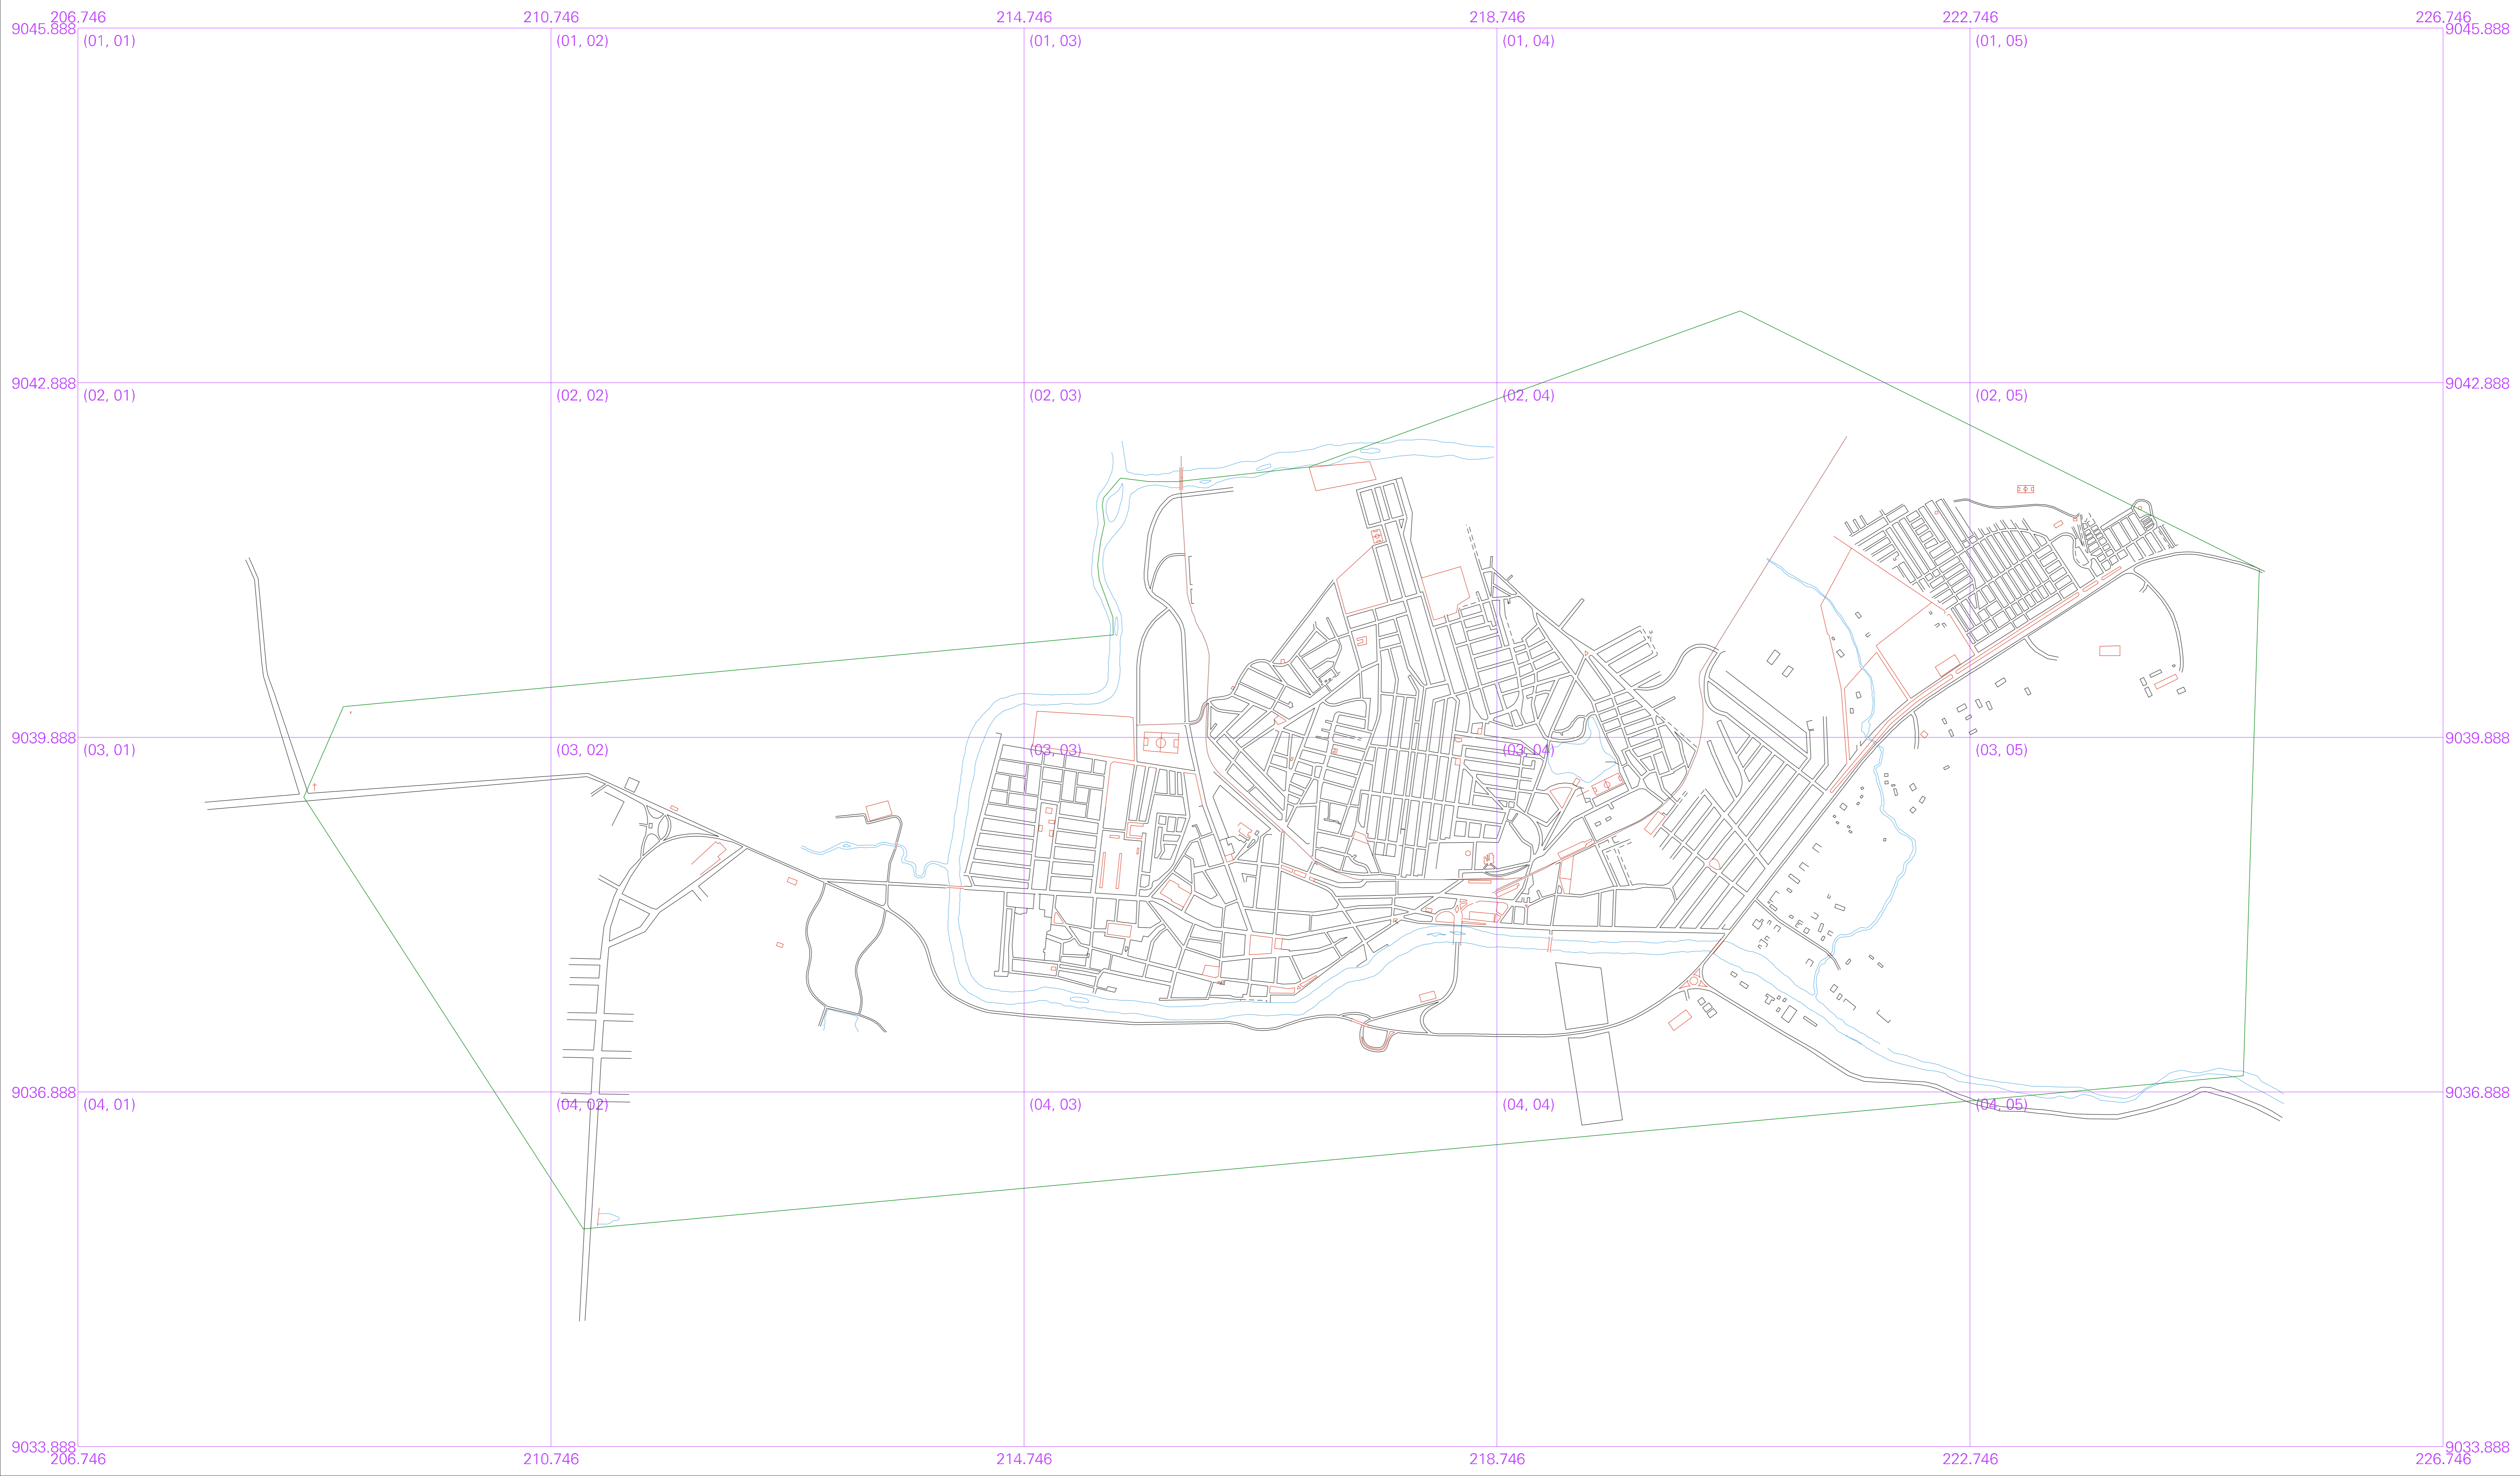 206.746 210.746 214.746 218.746 222.746 226.746
9045.888 9045.888
(01, 01) (01, 02) (01, 03) (01, 04) (01, 05)
9042.888 9042.888
(02, 01) (02, 02) (02, 03) (02, 04) (02, 05)
9039.888 9039.888
(03, 01) (03, 02) (03, 03) (03, 04) (03, 05)
9036.888 9036.888
(04, 01) (04, 02) (04, 03) (04, 04) (04, 05)
9033.888 9033.888
206.746 210.746 214.746 218.746 222.746 226.746